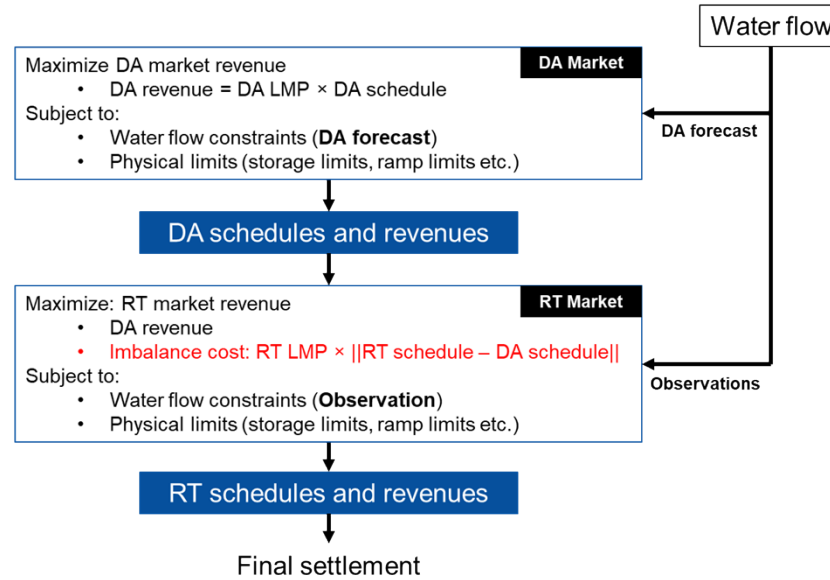 Water flow
Maximize DA market revenue
DA Market
• DA revenue = DA LMP × DA schedule
Subject to:
• Water flow constraints (DA forecast)
• Physical limits (storage limits, ramp limits etc.)
DA forecast
DA schedules and revenues
Maximize: RT market revenue
RT Market
• DA revenue
• Imbalance cost: RT LMP × ||RT schedule – DA schedule||
Subject to:
• Water flow constraints (Observation)
• Physical limits (storage limits, ramp limits etc.)
Observations
RT schedules and revenues
Final settlement